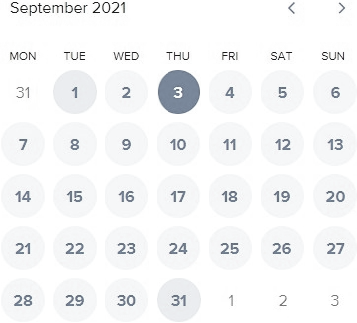 September 2021
MON TUE WED THU FRI SAT SUN
31 1 2 3 4 5 6
7 8 9 10 11 12 13
14 15 16 17 18 19 20
21 22 23 24 25 26 27
28 29 30 31 1 2 3